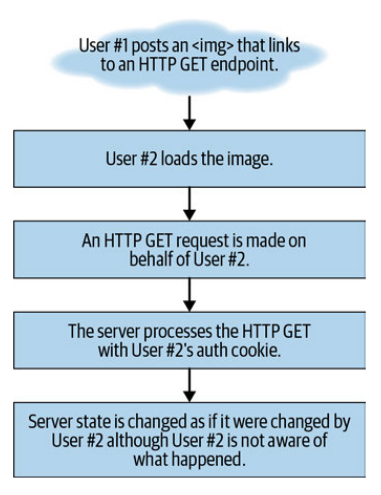 User #1 posts an <img> that links
to an HTTP GET endpoint.
User #2 loads the image.
An HTTP GET request is made on
behalf of User #2.
The server processes the HTTP GET
with User #2's auth cookie.
Server state is changed as if it were changed by
User #2 although User #2 is not aware of
what happened.